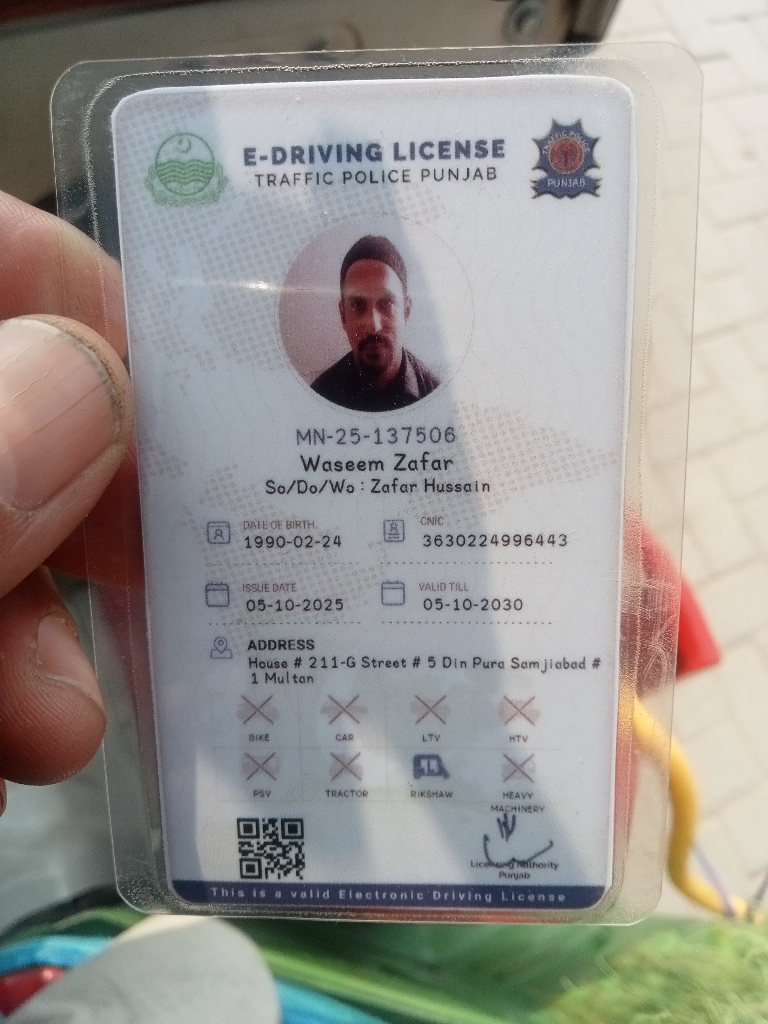 E-DRIVING LICENSE
TRAFFIC POLICE PUNJAB
TRAFFIC POLICE
PUNJAB
MN-25-137506
Waseem Zafar
So/Do/Wo : Zafar Hussain
DATE OF BIRTH.
1990-02-24
CNIC
3630224996443
ISSUE DATE
05-10-2025
VALID TILL
05-10-2030
ADDRESS
House # 211-G Street # 5 Din Pura Samjiabad #
1 Multan
BIKE CAR LTV HTV
PSV TRACTOR RIKSHAW HEAVY
MACHINERY
Licensing Authority
Punjab
This is a valid Electronic Driving License